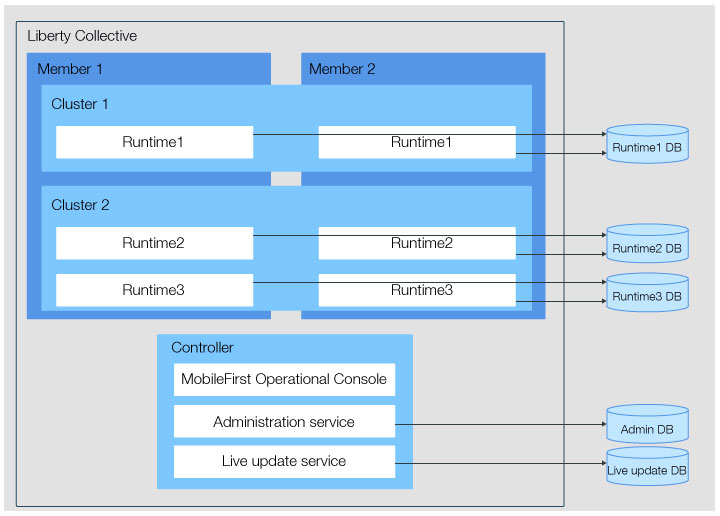 Liberty Collective
Member 1
Member 2
Cluster 1
Runtime1
Runtime1
Runtime1 DB
Cluster 2
Runtime2
Runtime2
Runtime2 DB
Runtime3
Runtime3
Runtime3 DB
Controller
MobileFirst Operational Console
Administration service
Admin DB
Live update service
Live update DB